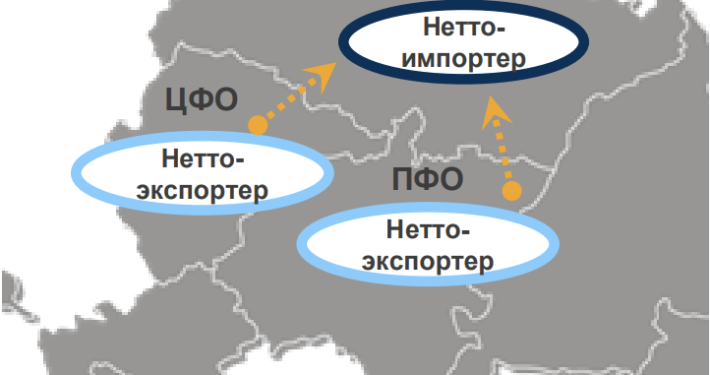 Нетто-
импортер
ЦФО
Нетто-
экспортер
ПФО
Нетто-
экспортер